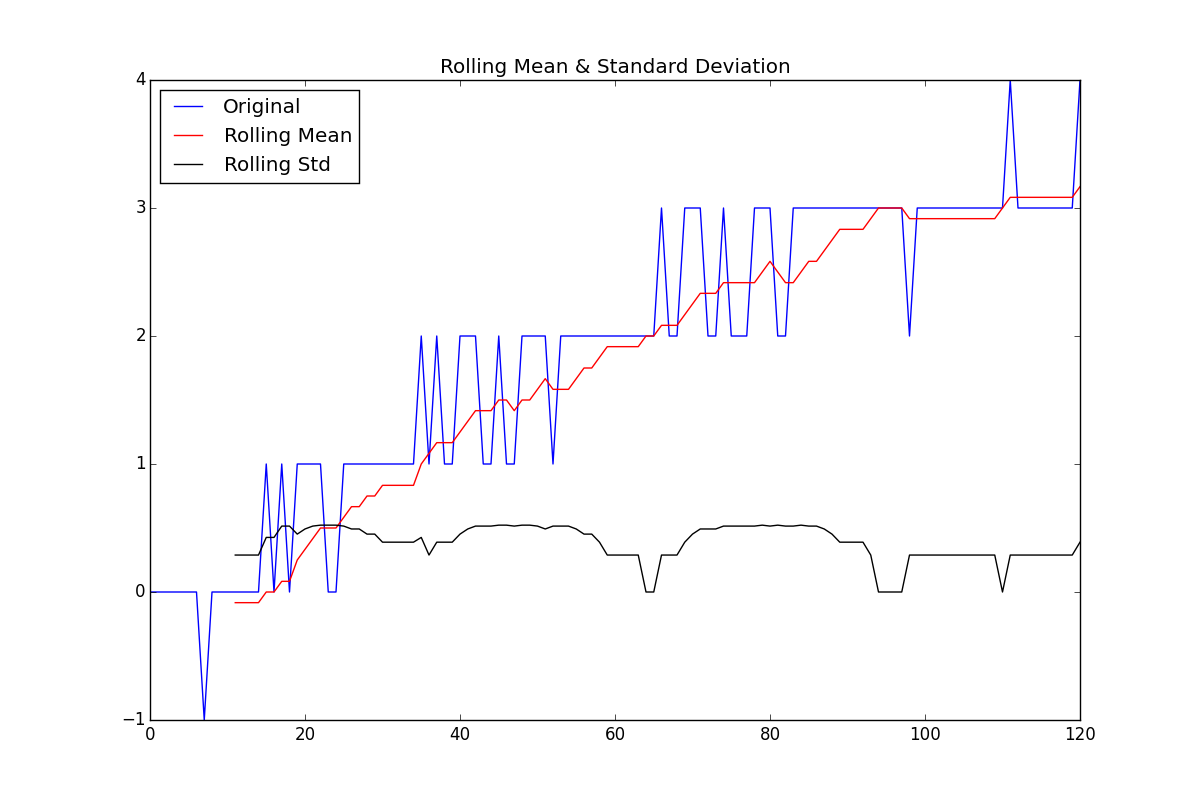 Rolling Mean & Standard Deviation
Original
Rolling Mean
Rolling Std
4
3
2
1
0
−1
0 20 40 60 80 100 120